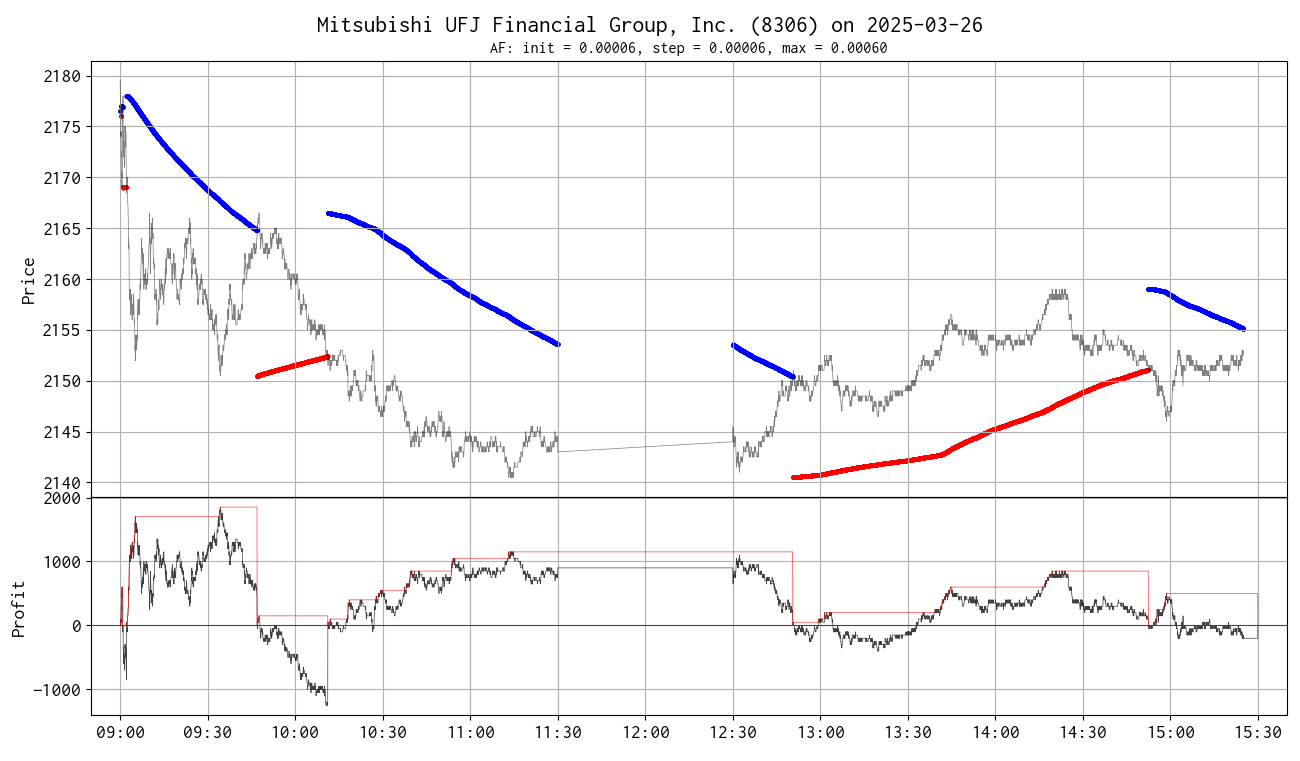 Mitsubishi UFJ Financial Group, Inc. (8306) on 2025-03-26
AF: init = 0.00006, step = 0.00006, max = 0.00060
2180
2175
2170
2165
2160
2155
2150
2145
2140
Price
2000
1000
0
−1000
Profit
09:00 09:30 10:00 10:30 11:00 11:30 12:00 12:30 13:00 13:30 14:00 14:30 15:00 15:30